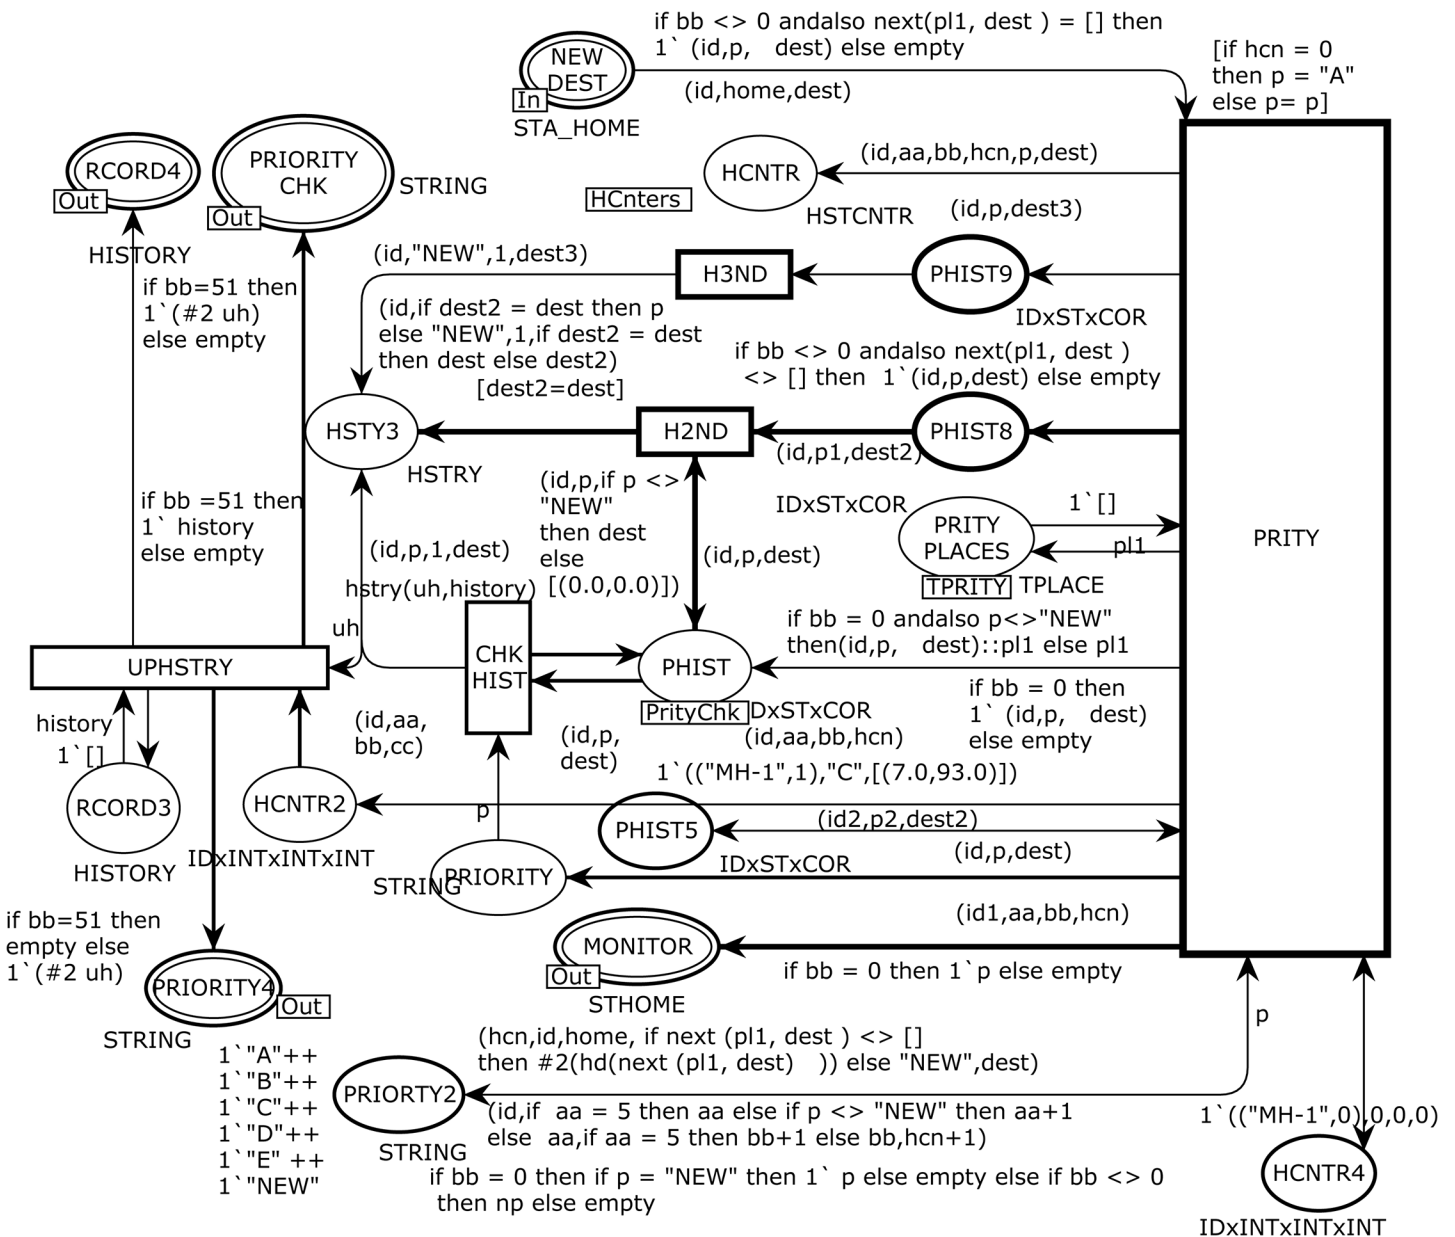 if bb <> 0 andalso next(pl1, dest ) = [] then
1` (id,p, dest) else empty
[if hcn = 0
then p = "A"
else p= p]
NEW
DEST
In
(id,home,dest)
STA_HOME
RCORD4
Out
HISTORY
PRIORITY
CHK
Out
STRING
HCNTR
HCnters
HSTCNTR
(id,aa,bb,hcn,p,dest)
(id,p,dest3)
(id,"NEW",1,dest3)
H3ND
PHIST9
IDxSTxCOR
if bb=51 then
1`(#2 uh)
else empty
(id,if dest2 = dest then p
else "NEW",1,if dest2 = dest
then dest else dest2)
[dest2=dest]
if bb <> 0 andalso next(pl1, dest )
<> [] then 1`(id,p,dest) else empty
HSTY3
HSTRY
H2ND
(id,p1,dest2)
PHIST8
IDxSTxCOR
PRITY
if bb =51 then
1` history
else empty
(id,p,if p <>
"NEW"
then dest
else
[(0.0,0.0)])
(id,p,1,dest)
(id,p,dest)
PRITY
PLACES
TPRITY
TPLACE
1`[]
pl1
hstry(uh,history)
uh
UPHSTRY
CHK
HIST
PHIST
PrityChk
DxSTxCOR
if bb = 0 andalso p<>"NEW"
then(id,p, dest)::pl1 else pl1
if bb = 0 then
1` (id,p, dest)
else empty
history
1`[]
(id,aa,
bb,cc)
(id,p,
dest)
(id,aa,bb,hcn)
1`(("MH-1",1),"C",[(7.0,93.0)])
RCORD3
HISTORY
HCNTR2
IDxINTxINTxINT
p
PHIST5
(id2,p2,dest2)
(id,p,dest)
IDxSTxCOR
STRING
PRIORITY
if bb=51 then
empty else
1`(#2 uh)
(id1,aa,bb,hcn)
MONITOR
Out
STHOME
if bb = 0 then 1`p else empty
PRIORITY4
Out
STRING
(hcn,id,home, if next (pl1, dest ) <> []
then #2(hd(next (pl1, dest) )) else "NEW",dest)
p
1`"A"++
1`"B"++
1`"C"++
1`"D"++
1`"E" ++
1`"NEW"
PRIORTY2
STRING
(id,if aa = 5 then aa else if p <> "NEW" then aa+1
else aa,if aa = 5 then bb+1 else bb,hcn+1)
1`(("MH-1",0),0,0,0)
if bb = 0 then if p = "NEW" then 1` p else empty else if bb <> 0
then np else empty
HCNTR4
IDxINTxINTxINT